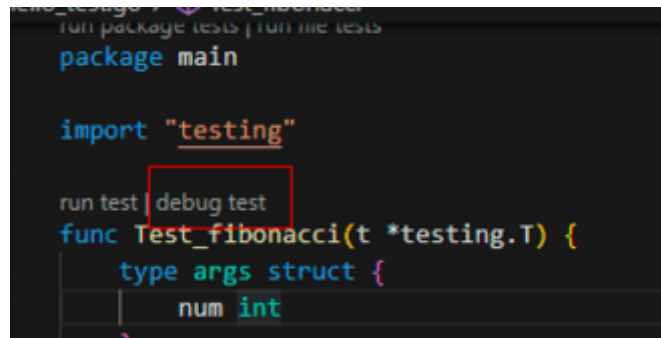 run package tests | run file tests
package main
import "testing"
run test | debug test
func Test_fibonacci(t *testing.T) {
type args struct {
num int
}